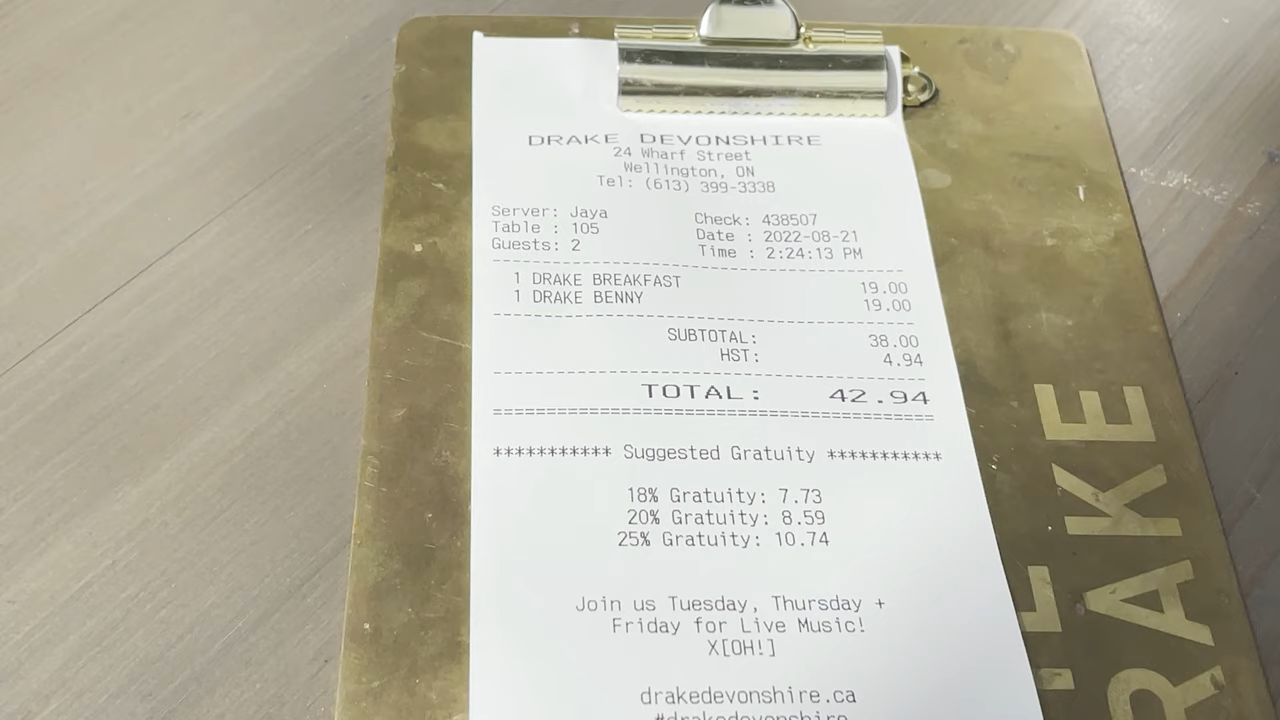 DRAKE DEVONSHIRE
24 Wharf Street
Wellington, ON
Tel: (613) 399-3338
Server: Jaya Check: 438507
Table : 105 Date : 2022-08-21
Guests: 2 Time : 2:24:13 PM
--------------------------------------------
1 DRAKE BREAKFAST 19.00
1 DRAKE BENNY 19.00
--------------------------------------------
SUBTOTAL: 38.00
HST: 4.94
--------------------------------------------
TOTAL: 42.94
============================================
*********** Suggested Gratuity ***********
18% Gratuity: 7.73
20% Gratuity: 8.59
25% Gratuity: 10.74
Join us Tuesday, Thursday +
Friday for Live Music!
X[OH!]
drakedevonshire.ca
#drakedevonshire
RAKE